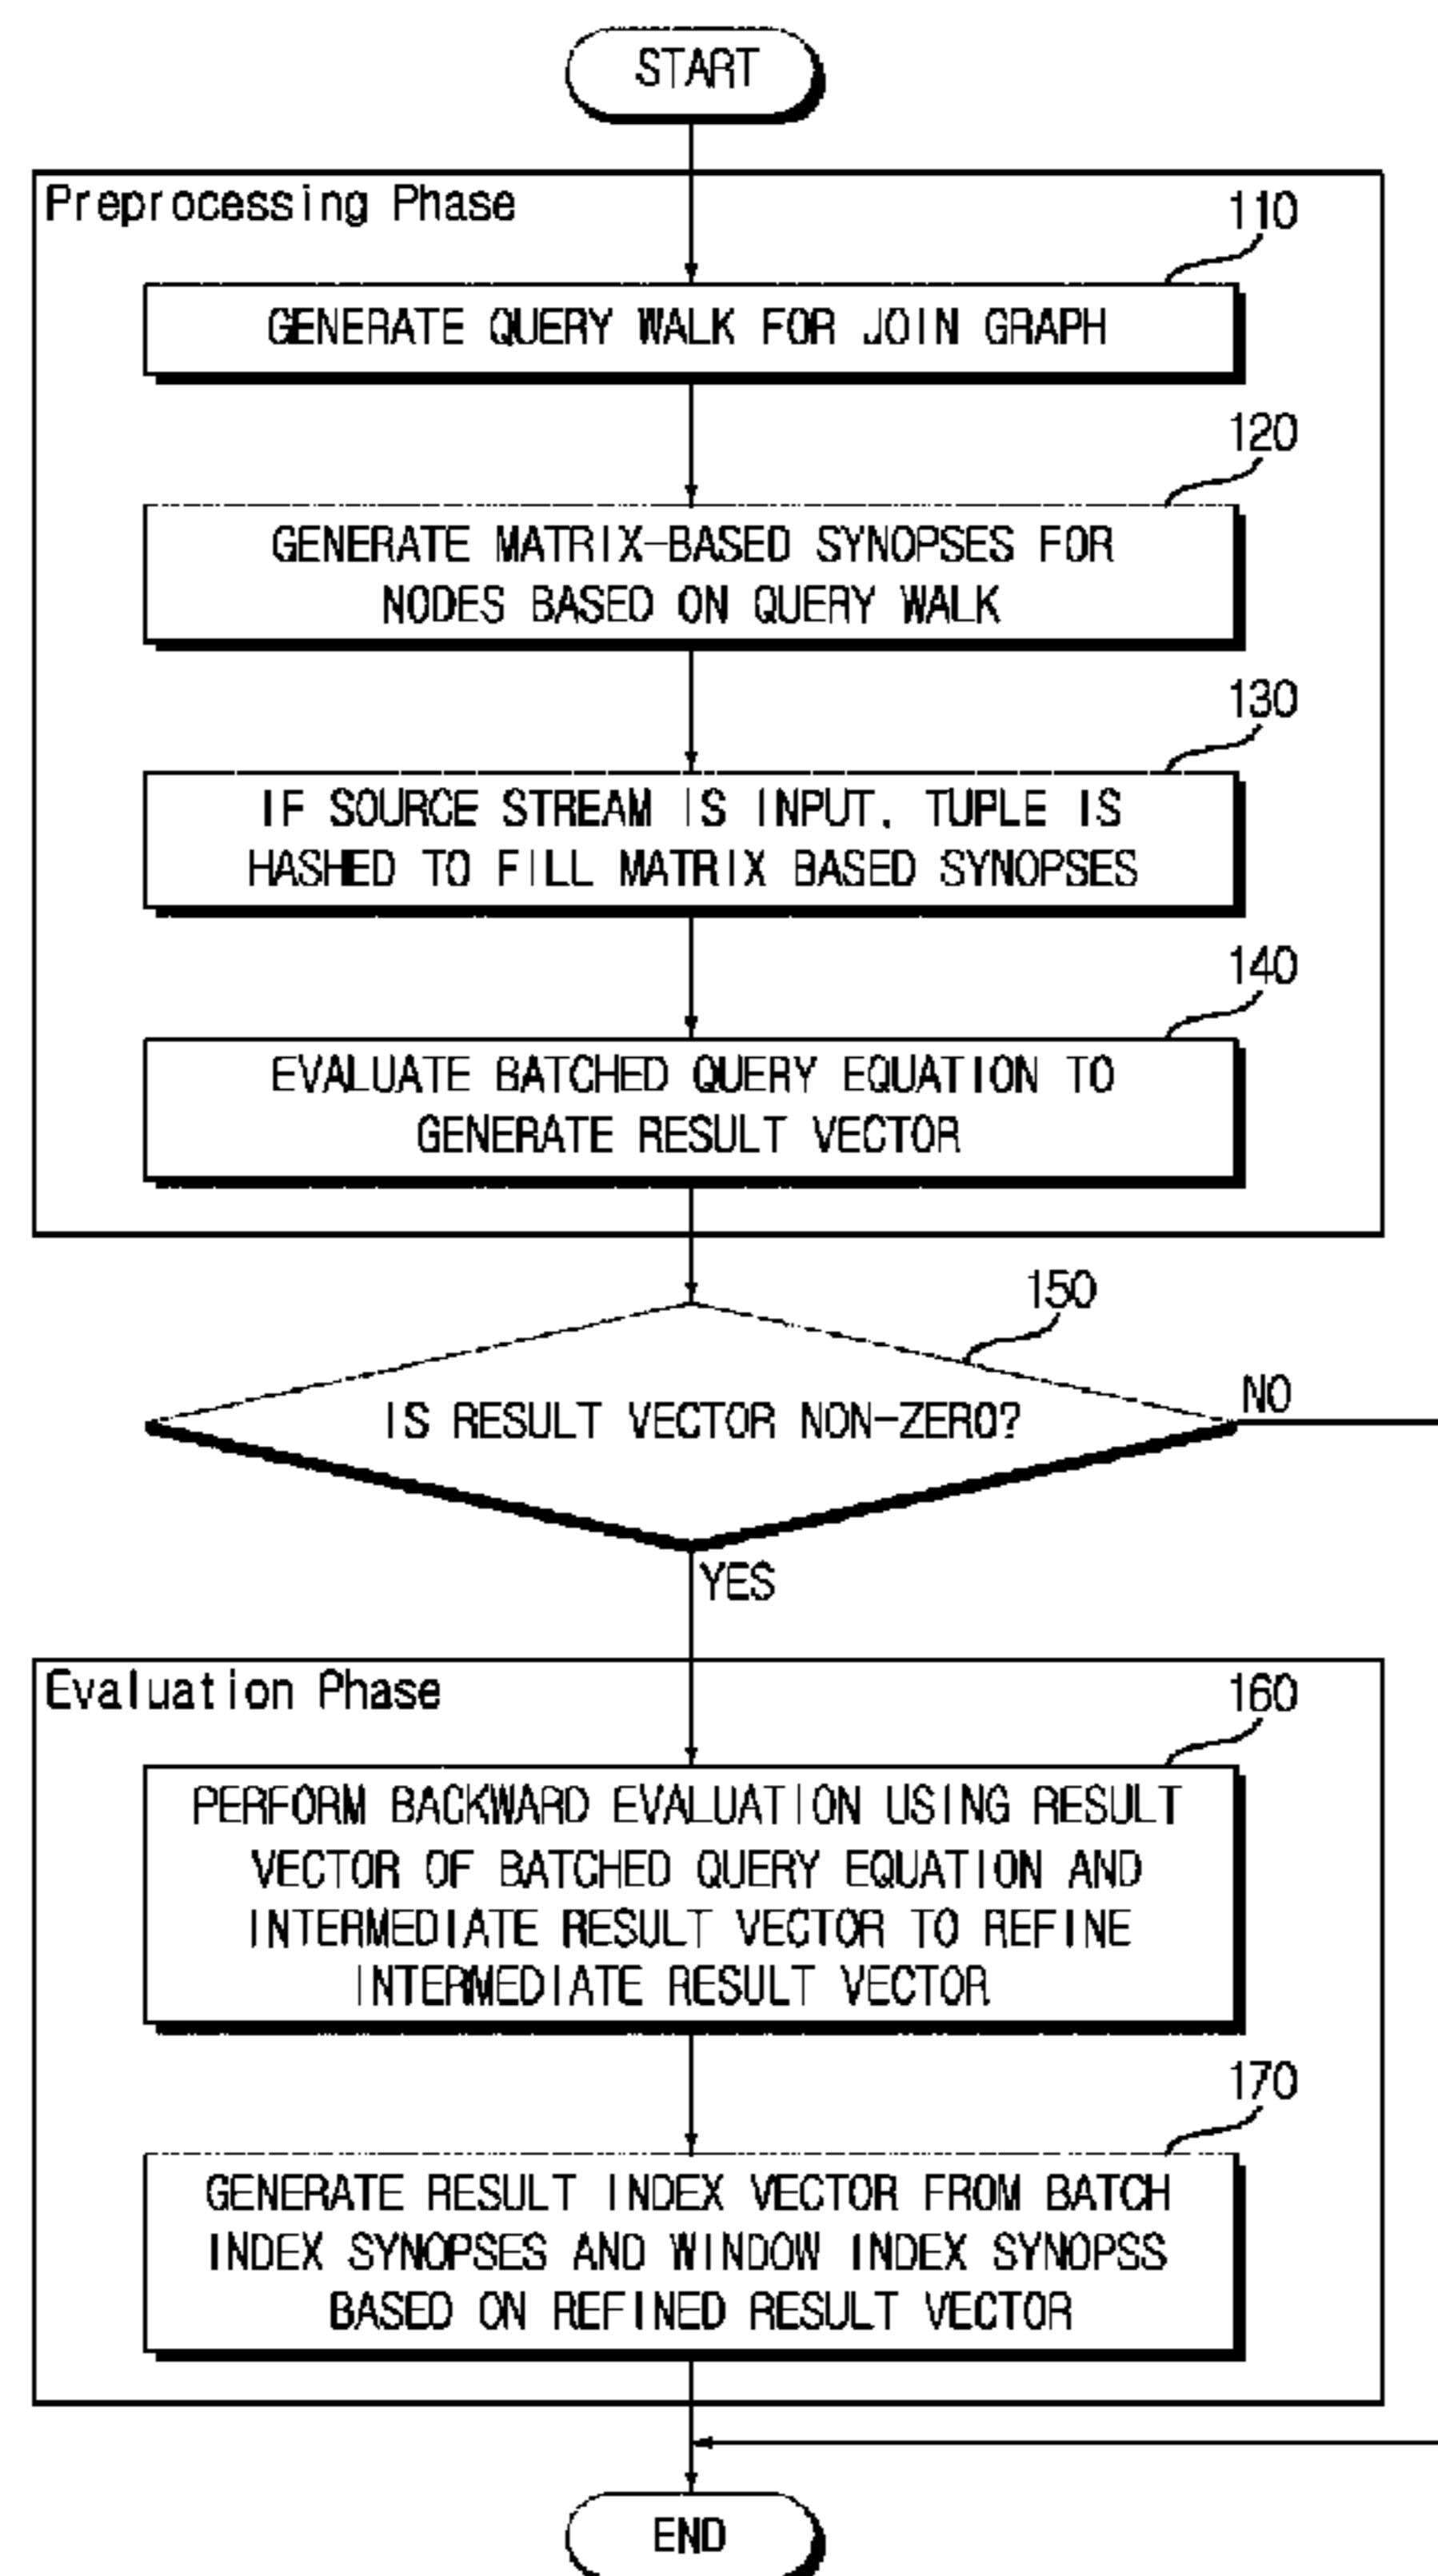 START
Preprocessing Phase
110
GENERATE QUERY WALK FOR JOIN GRAPH
120
GENERATE MATRIX-BASED SYNOPSES FOR
NODES BASED ON QUERY WALK
130
IF SOURCE STREAM IS INPUT, TUPLE IS
HASHED TO FILL MATRIX BASED SYNOPSES
140
EVALUATE BATCHED QUERY EQUATION TO
GENERATE RESULT VECTOR
150
IS RESULT VECTOR NON-ZERO?
NO
YES
Evaluation Phase
160
PERFORM BACKWARD EVALUATION USING RESULT
VECTOR OF BATCHED QUERY EQUATION AND
INTERMEDIATE RESULT VECTOR TO REFINE
INTERMEDIATE RESULT VECTOR
170
GENERATE RESULT INDEX VECTOR FROM BATCH
INDEX SYNOPSES AND WINDOW INDEX SYNOPSS
BASED ON REFINED RESULT VECTOR
END